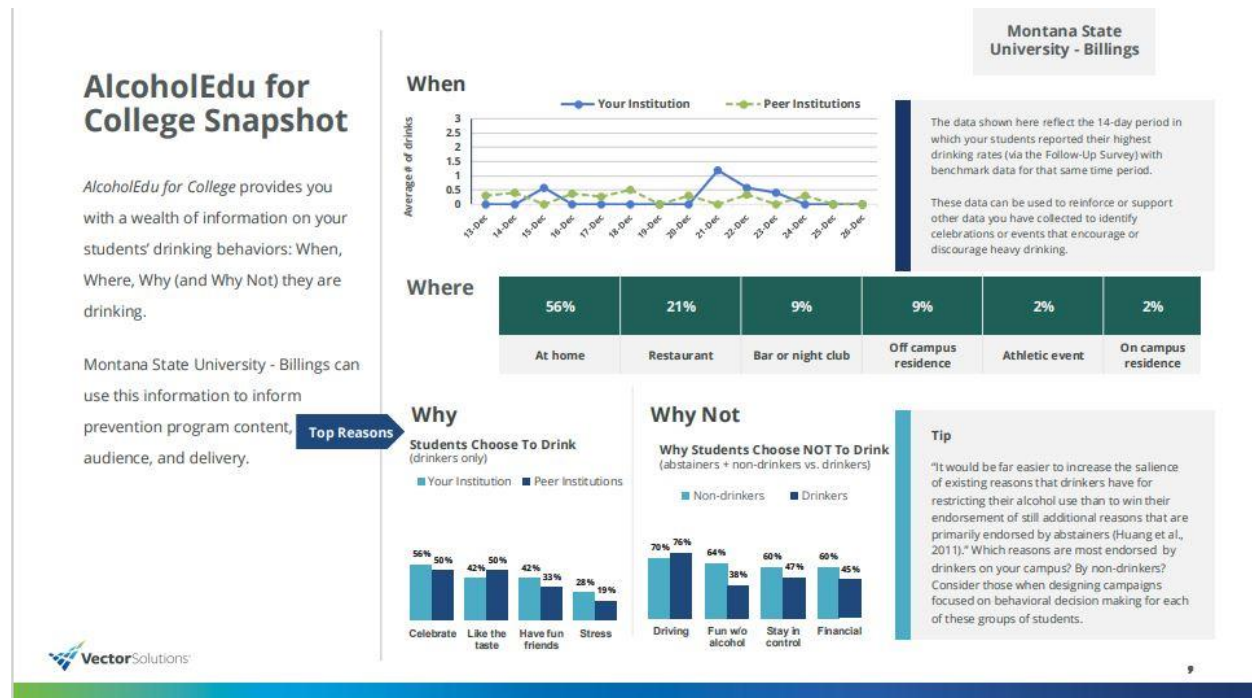 Montana State
University - Billings
AlcoholEdu for
College Snapshot
AlcoholEdu for College provides you
with a wealth of information on your
students' drinking behaviors: When,
Where, Why (and Why Not) they are
drinking.
Montana State University - Billings can
use this information to inform
prevention program content,
audience, and delivery.
Top Reasons
When
Your Institution
Peer Institutions
Average # of drinks
3
2.5
2
1.5
1
0.5
0
13-Dec
14-Dec
15-Dec
16-Dec
17-Dec
18-Dec
19-Dec
20-Dec
21-Dec
22-Dec
23-Dec
24-Dec
25-Dec
26-Dec
The data shown here reflect the 14-day period in
which your students reported their highest
drinking rates (via the Follow-Up Survey) with
benchmark data for that same time period.
These data can be used to reinforce or support
other data you have collected to identify
celebrations or events that encourage or
discourage heavy drinking.
Where
56% 21% 9% 9% 2% 2%
At home
Restaurant
Bar or night club
Off campus
residence
Athletic event
On campus
residence
Why
Students Choose To Drink
(drinkers only)
Your Institution
Peer Institutions
56% 50% 42% 50% 42% 33% 28% 19%
Celebrate
Like the
taste
Have fun
friends
Stress
Why Not
Why Students Choose NOT To Drink
(abstainers + non-drinkers vs. drinkers)
Non-drinkers
Drinkers
70% 76% 64% 38% 60% 47% 60% 45%
Driving
Fun w/o
alcohol
Stay in
control
Financial
Tip
"It would be far easier to increase the salience
of existing reasons that drinkers have for
restricting their alcohol use than to win their
endorsement of still additional reasons that are
primarily endorsed by abstainers (Huang et al.,
2011)." Which reasons are most endorsed by
drinkers on your campus? By non-drinkers?
Consider those when designing campaigns
focused on behavioral decision making for each
of these groups of students.
VectorSolutions